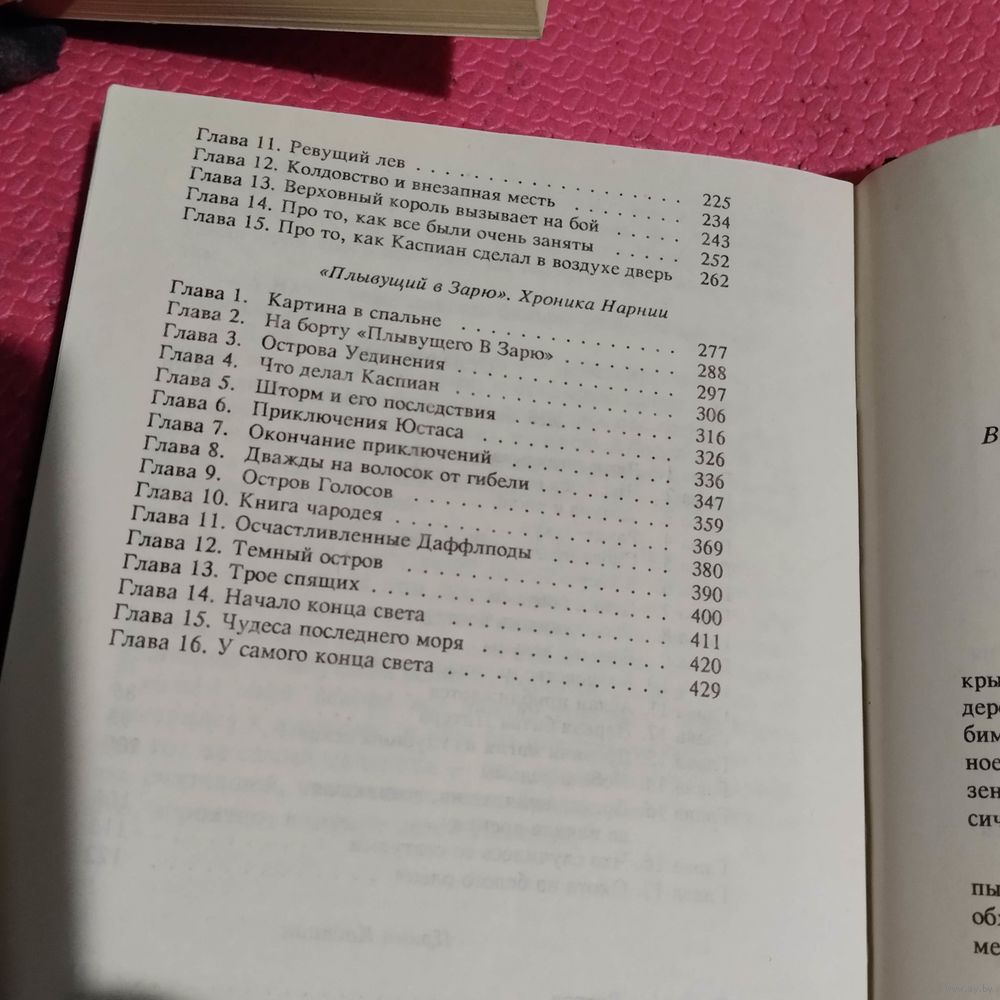 Глава 11. Ревущий лев . . . . . . . . . . . . . . . . . 225
Глава 12. Колдовство и внезапная месть . . . . . . . 234
Глава 13. Верховный король вызывает на бой . . . . . 243
Глава 14. Про то, как все были очень заняты . . . . . 252
Глава 15. Про то, как Каспиан сделал в воздухе дверь 262
«Плывущий в Зарю». Хроника Нарнии
Глава 1. Картина в спальне . . . . . . . . . . . . . . 277
Глава 2. На борту «Плывущего В Зарю» . . . . . . . . 288
Глава 3. Острова Уединения . . . . . . . . . . . . . . 297
Глава 4. Что делал Каспиан . . . . . . . . . . . . . . 306
Глава 5. Шторм и его последствия . . . . . . . . . . . 316
Глава 6. Приключения Юстаса . . . . . . . . . . . . . 326
Глава 7. Окончание приключений . . . . . . . . . . . 336
Глава 8. Дважды на волосок от гибели . . . . . . . . . 347
Глава 9. Остров Голосов . . . . . . . . . . . . . . . . 359
Глава 10. Книга чародея . . . . . . . . . . . . . . . . 369
Глава 11. Осчастливленные Даффлподы . . . . . . . . 380
Глава 12. Темный остров . . . . . . . . . . . . . . . 390
Глава 13. Трое спящих . . . . . . . . . . . . . . . . . 400
Глава 14. Начало конца света . . . . . . . . . . . . . 411
Глава 15. Чудеса последнего моря . . . . . . . . . . . 420
Глава 16. У самого конца света . . . . . . . . . . . . 429
В
кры
дере
бим
ное
зен
сич
пы
обх
ме
www.ay.by